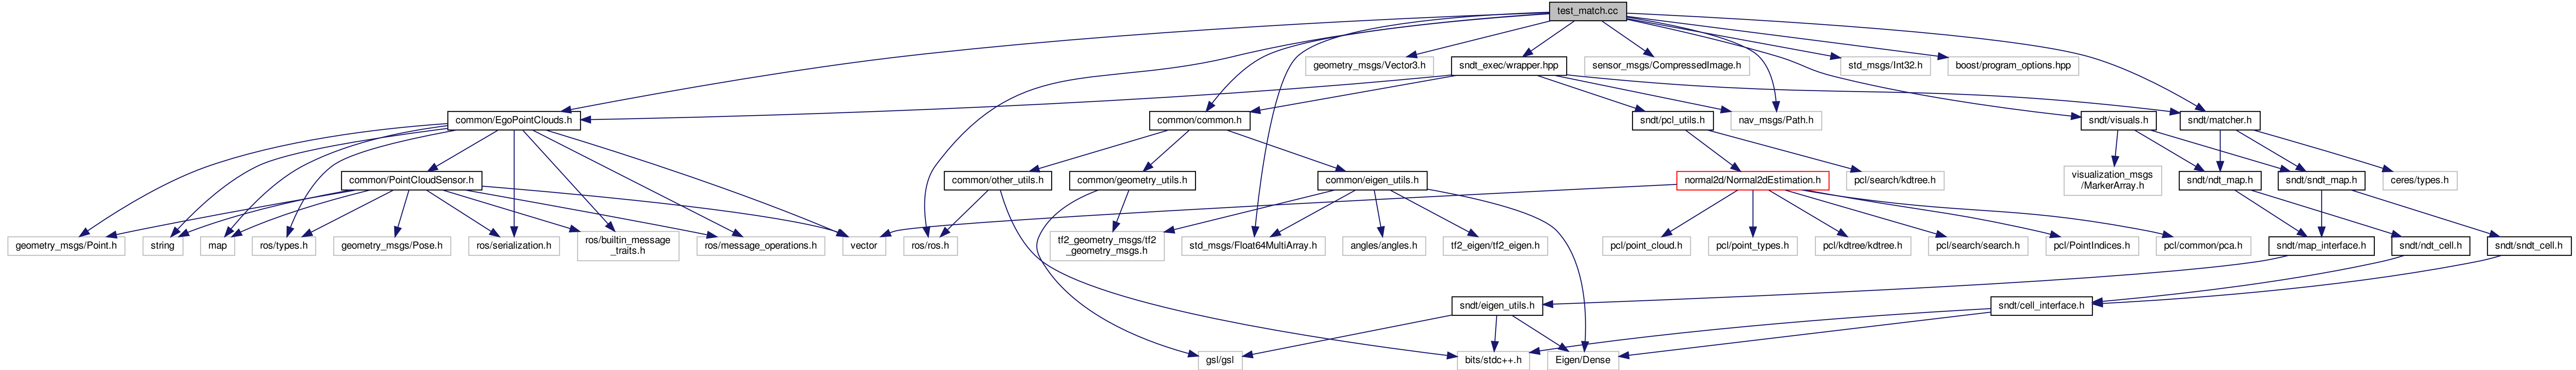 test_match.cc
geometry_msgs/Vector3.h
sndt_exec/wrapper.hpp
sensor_msgs/CompressedImage.h
std_msgs/Int32.h
boost/program_options.hpp
common/EgoPointClouds.h
common/common.h
sndt/pcl_utils.h
nav_msgs/Path.h
sndt/visuals.h
sndt/matcher.h
common/PointCloudSensor.h
common/other_utils.h
common/geometry_utils.h
common/eigen_utils.h
normal2d/Normal2dEstimation.h
pcl/search/kdtree.h
visualization_msgs
/MarkerArray.h
sndt/ndt_map.h
sndt/sndt_map.h
ceres/types.h
geometry_msgs/Point.h
string
map
ros/types.h
geometry_msgs/Pose.h
ros/serialization.h
ros/builtin_message
_traits.h
ros/message_operations.h
vector
ros/ros.h
tf2_geometry_msgs/tf2
_geometry_msgs.h
std_msgs/Float64MultiArray.h
angles/angles.h
tf2_eigen/tf2_eigen.h
pcl/point_cloud.h
pcl/point_types.h
pcl/kdtree/kdtree.h
pcl/search/search.h
pcl/PointIndices.h
pcl/common/pca.h
sndt/map_interface.h
sndt/ndt_cell.h
sndt/sndt_cell.h
sndt/eigen_utils.h
sndt/cell_interface.h
gsl/gsl
bits/stdc++.h
Eigen/Dense